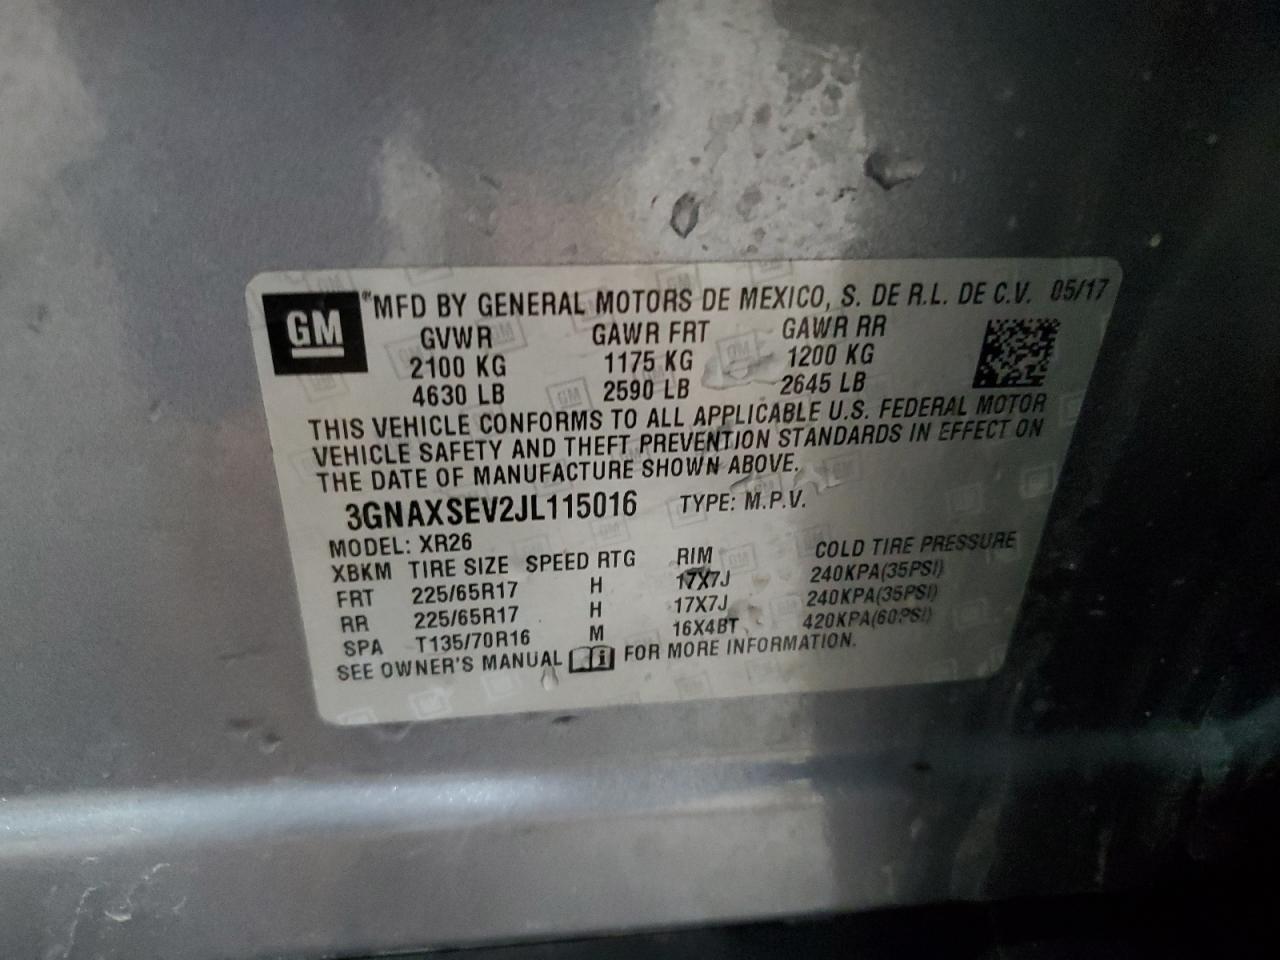 GM
®MFD BY GENERAL MOTORS DE MEXICO, S. DE R.L. DE C.V. 05/17
GVWR GAWR FRT GAWR RR
2100 KG 1175 KG 1200 KG
4630 LB 2590 LB 2645 LB
THIS VEHICLE CONFORMS TO ALL APPLICABLE U.S. FEDERAL MOTOR
VEHICLE SAFETY AND THEFT PREVENTION STANDARDS IN EFFECT ON
THE DATE OF MANUFACTURE SHOWN ABOVE.
3GNAXSEV2JL115016 TYPE: M.P.V.
MODEL: XR26
XBKM TIRE SIZE SPEED RTG RIM COLD TIRE PRESSURE
FRT 225/65R17 H 17X7J 240KPA(35PSI)
RR 225/65R17 H 17X7J 240KPA(35PSI)
SPA T135/70R16 M 16X4BT 420KPA(60PSI)
SEE OWNER'S MANUAL FOR MORE INFORMATION.